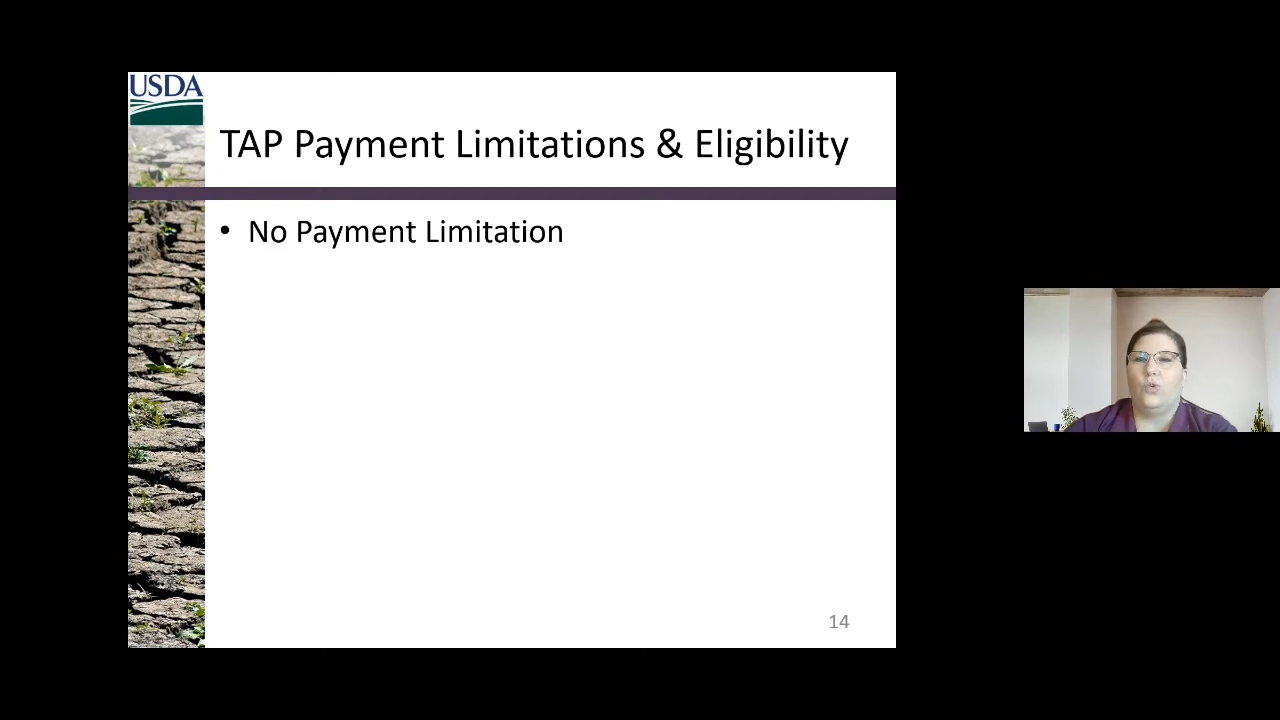 USDA
TAP Payment Limitations & Eligibility
• No Payment Limitation
14